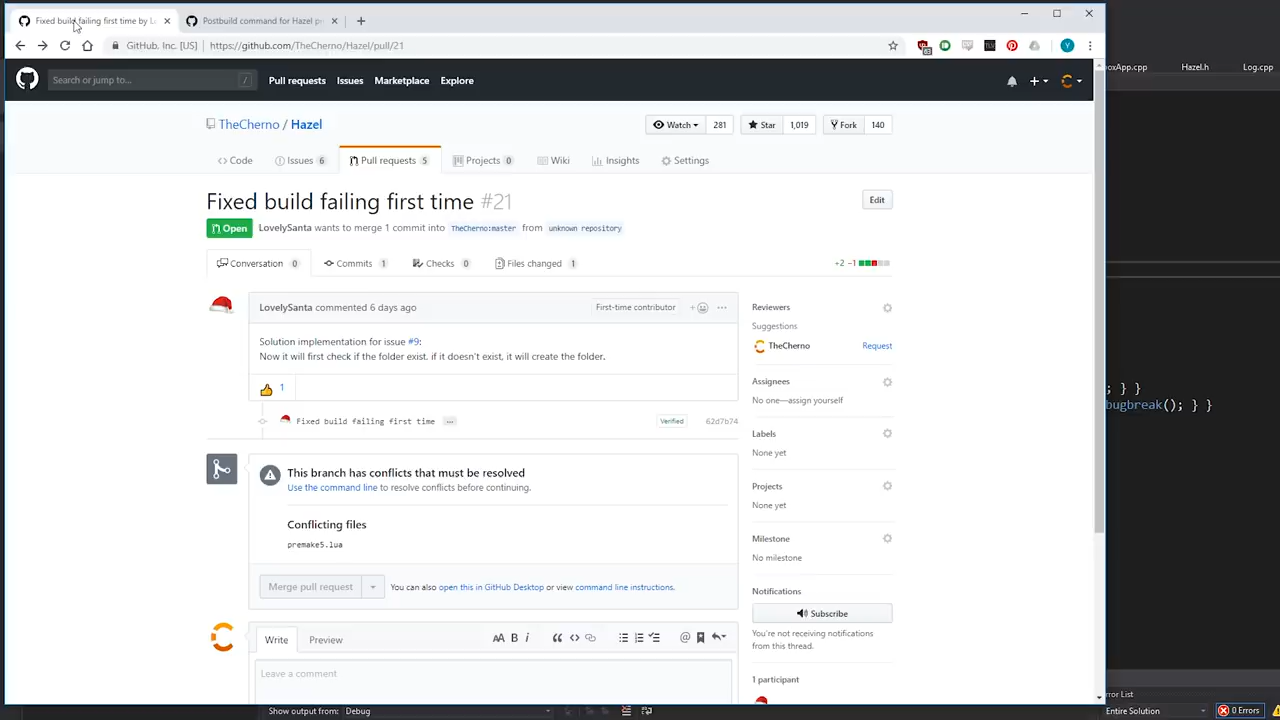 Fixed build failing first time by L
Postbuild command for Hazel pr
GitHub, Inc. [US]
https://github.com/TheCherno/Hazel/pull/21
oxApp.cpp
Hazel.h
Log.cpp
Search or jump to...
/
Pull requests
Issues
Marketplace
Explore
TheCherno / Hazel
Watch
281
Star
1,019
Fork
140
Code
Issues 6
Pull requests 5
Projects 0
Wiki
Insights
Settings
Fixed build failing first time #21
Edit
Open
LovelySanta wants to merge 1 commit into TheCherno:master from unknown repository
Conversation 0
Commits 1
Checks 0
Files changed 1
+2 −1
LovelySanta commented 6 days ago
First-time contributor
Solution implementation for issue #9:
Now it will first check if the folder exist, if it doesn't exist, it will create the folder.
1
Fixed build failing first time ...
Verified
62d7b74
This branch has conflicts that must be resolved
Use the command line to resolve conflicts before continuing.
Conflicting files
premake5.lua
Merge pull request
You can also open this in GitHub Desktop or view command line instructions.
Write
Preview
AA B i
Leave a comment
Reviewers
Suggestions
TheCherno
Request
Assignees
No one—assign yourself
Labels
None yet
Projects
None yet
Milestone
No milestone
Notifications
Subscribe
You're not receiving notifications
from this thread.
1 participant
; } }
bugbreak(); } }
rror List
Show output from: Debug
Entire Solution
0 Errors